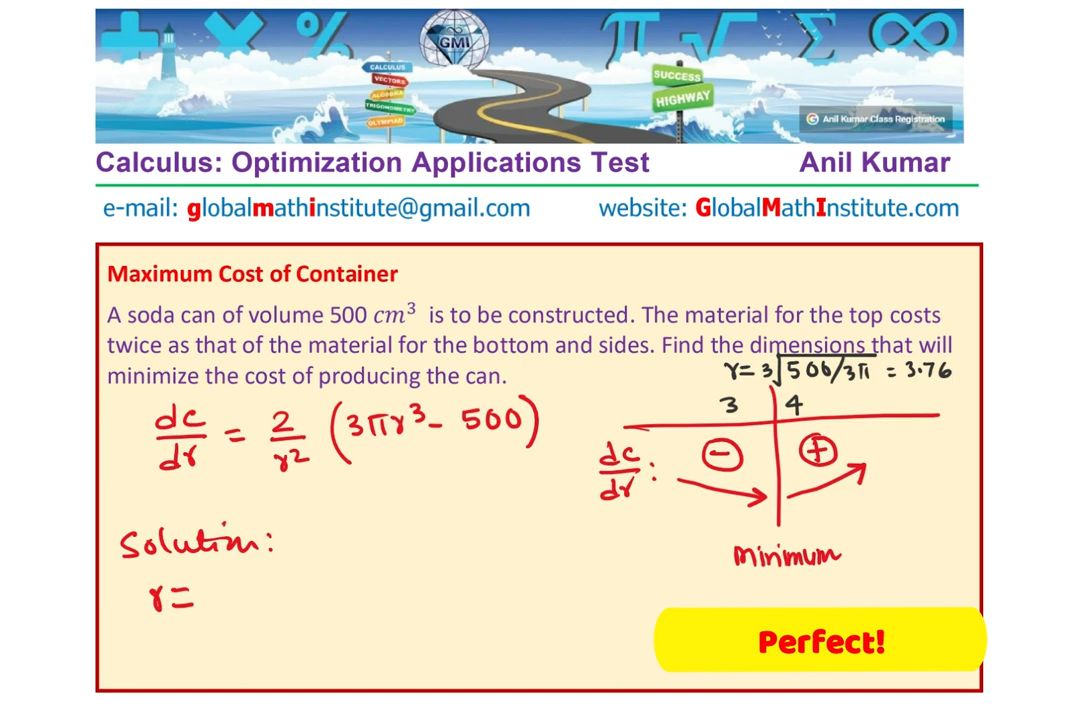 GMI
CALCULUS
VECTORS
ALGEBRA
TRIGONOMETRY
OLYMPIAD
SUCCESS
HIGHWAY
+ × % π √ Σ ∞
G Anil Kumar Class Registration
Calculus: Optimization Applications Test Anil Kumar
e-mail: globalmathinstitute@gmail.com website: GlobalMathInstitute.com
Maximum Cost of Container
A soda can of volume 500 cm³ is to be constructed. The material for the top costs
twice as that of the material for the bottom and sides. Find the dimensions that will
minimize the cost of producing the can.
r = 3√500/3π = 3.76
3 4
dc/dr = 2/r² (3πr³ - 500)
dc/dr : - +
minimum
Solution:
r =
Perfect!